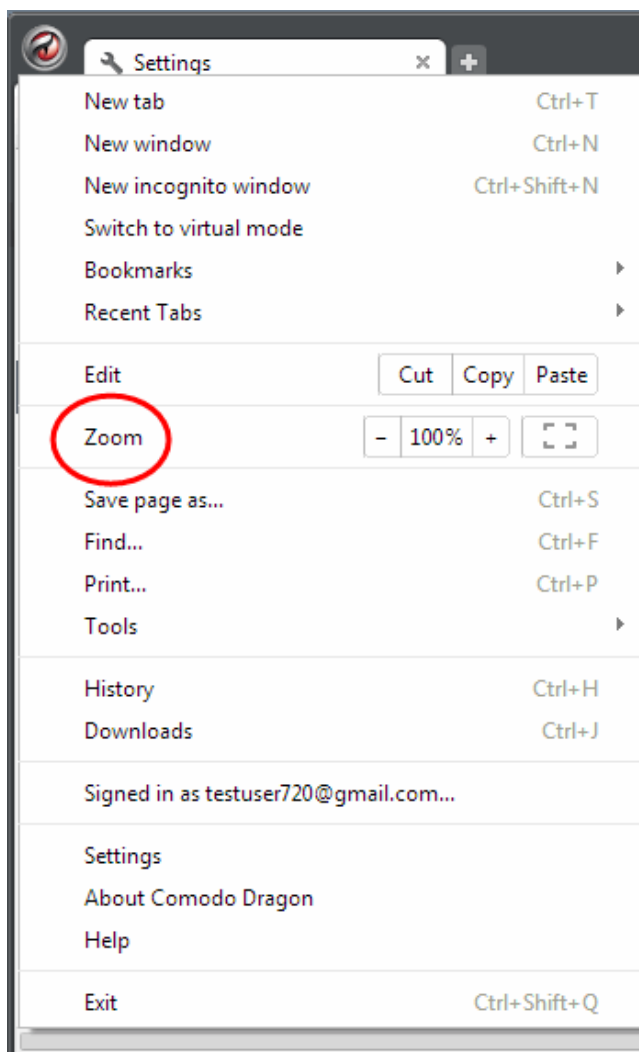 Settings
New tab Ctrl+T
New window Ctrl+N
New incognito window Ctrl+Shift+N
Switch to virtual mode
Bookmarks
Recent Tabs
Edit Cut Copy Paste
Zoom - 100% +
Save page as... Ctrl+S
Find... Ctrl+F
Print... Ctrl+P
Tools
History Ctrl+H
Downloads Ctrl+J
Signed in as testuser720@gmail.com...
Settings
About Comodo Dragon
Help
Exit Ctrl+Shift+Q